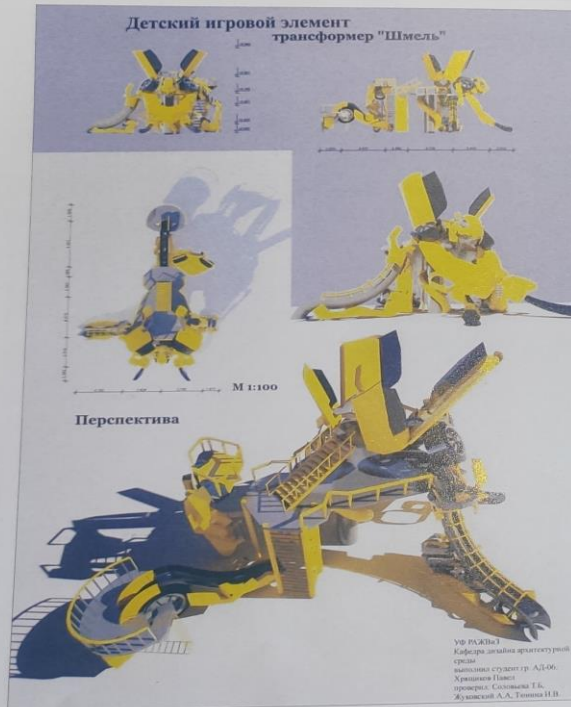 Детский игровой элемент
трансформер "Шмель"
М 1:100
Перспектива
УФ РАЖВиЗ
Кафедра дизайна архитектурной
среды
выполнил студент гр. АД-06:
Хрящиков Павел
проверил: Соловьева Т.Б.
Жуковский А.А, Тюнина И.В.